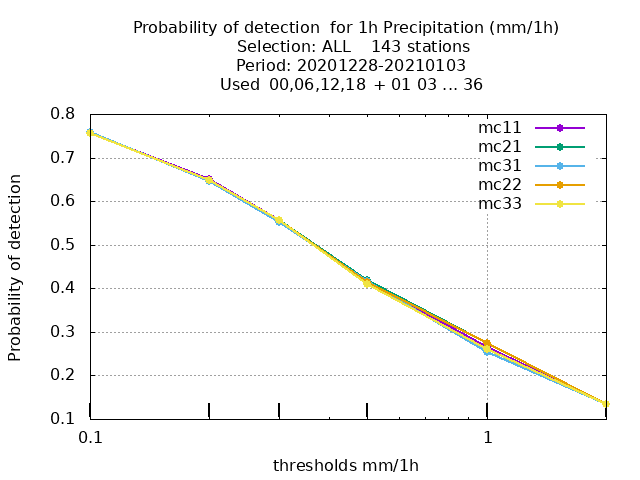 Probability of detection  for 1h Precipitation (mm/1h)
Selection: ALL    143 stations
Period: 20201228-20210103
Used  00,06,12,18  + 01 03 ... 36
mc11
mc21
mc31
mc22
mc33
0.8
0.7
0.6
0.5
0.4
0.3
0.2
0.1
Probability of detection
0.1
1
thresholds mm/1h